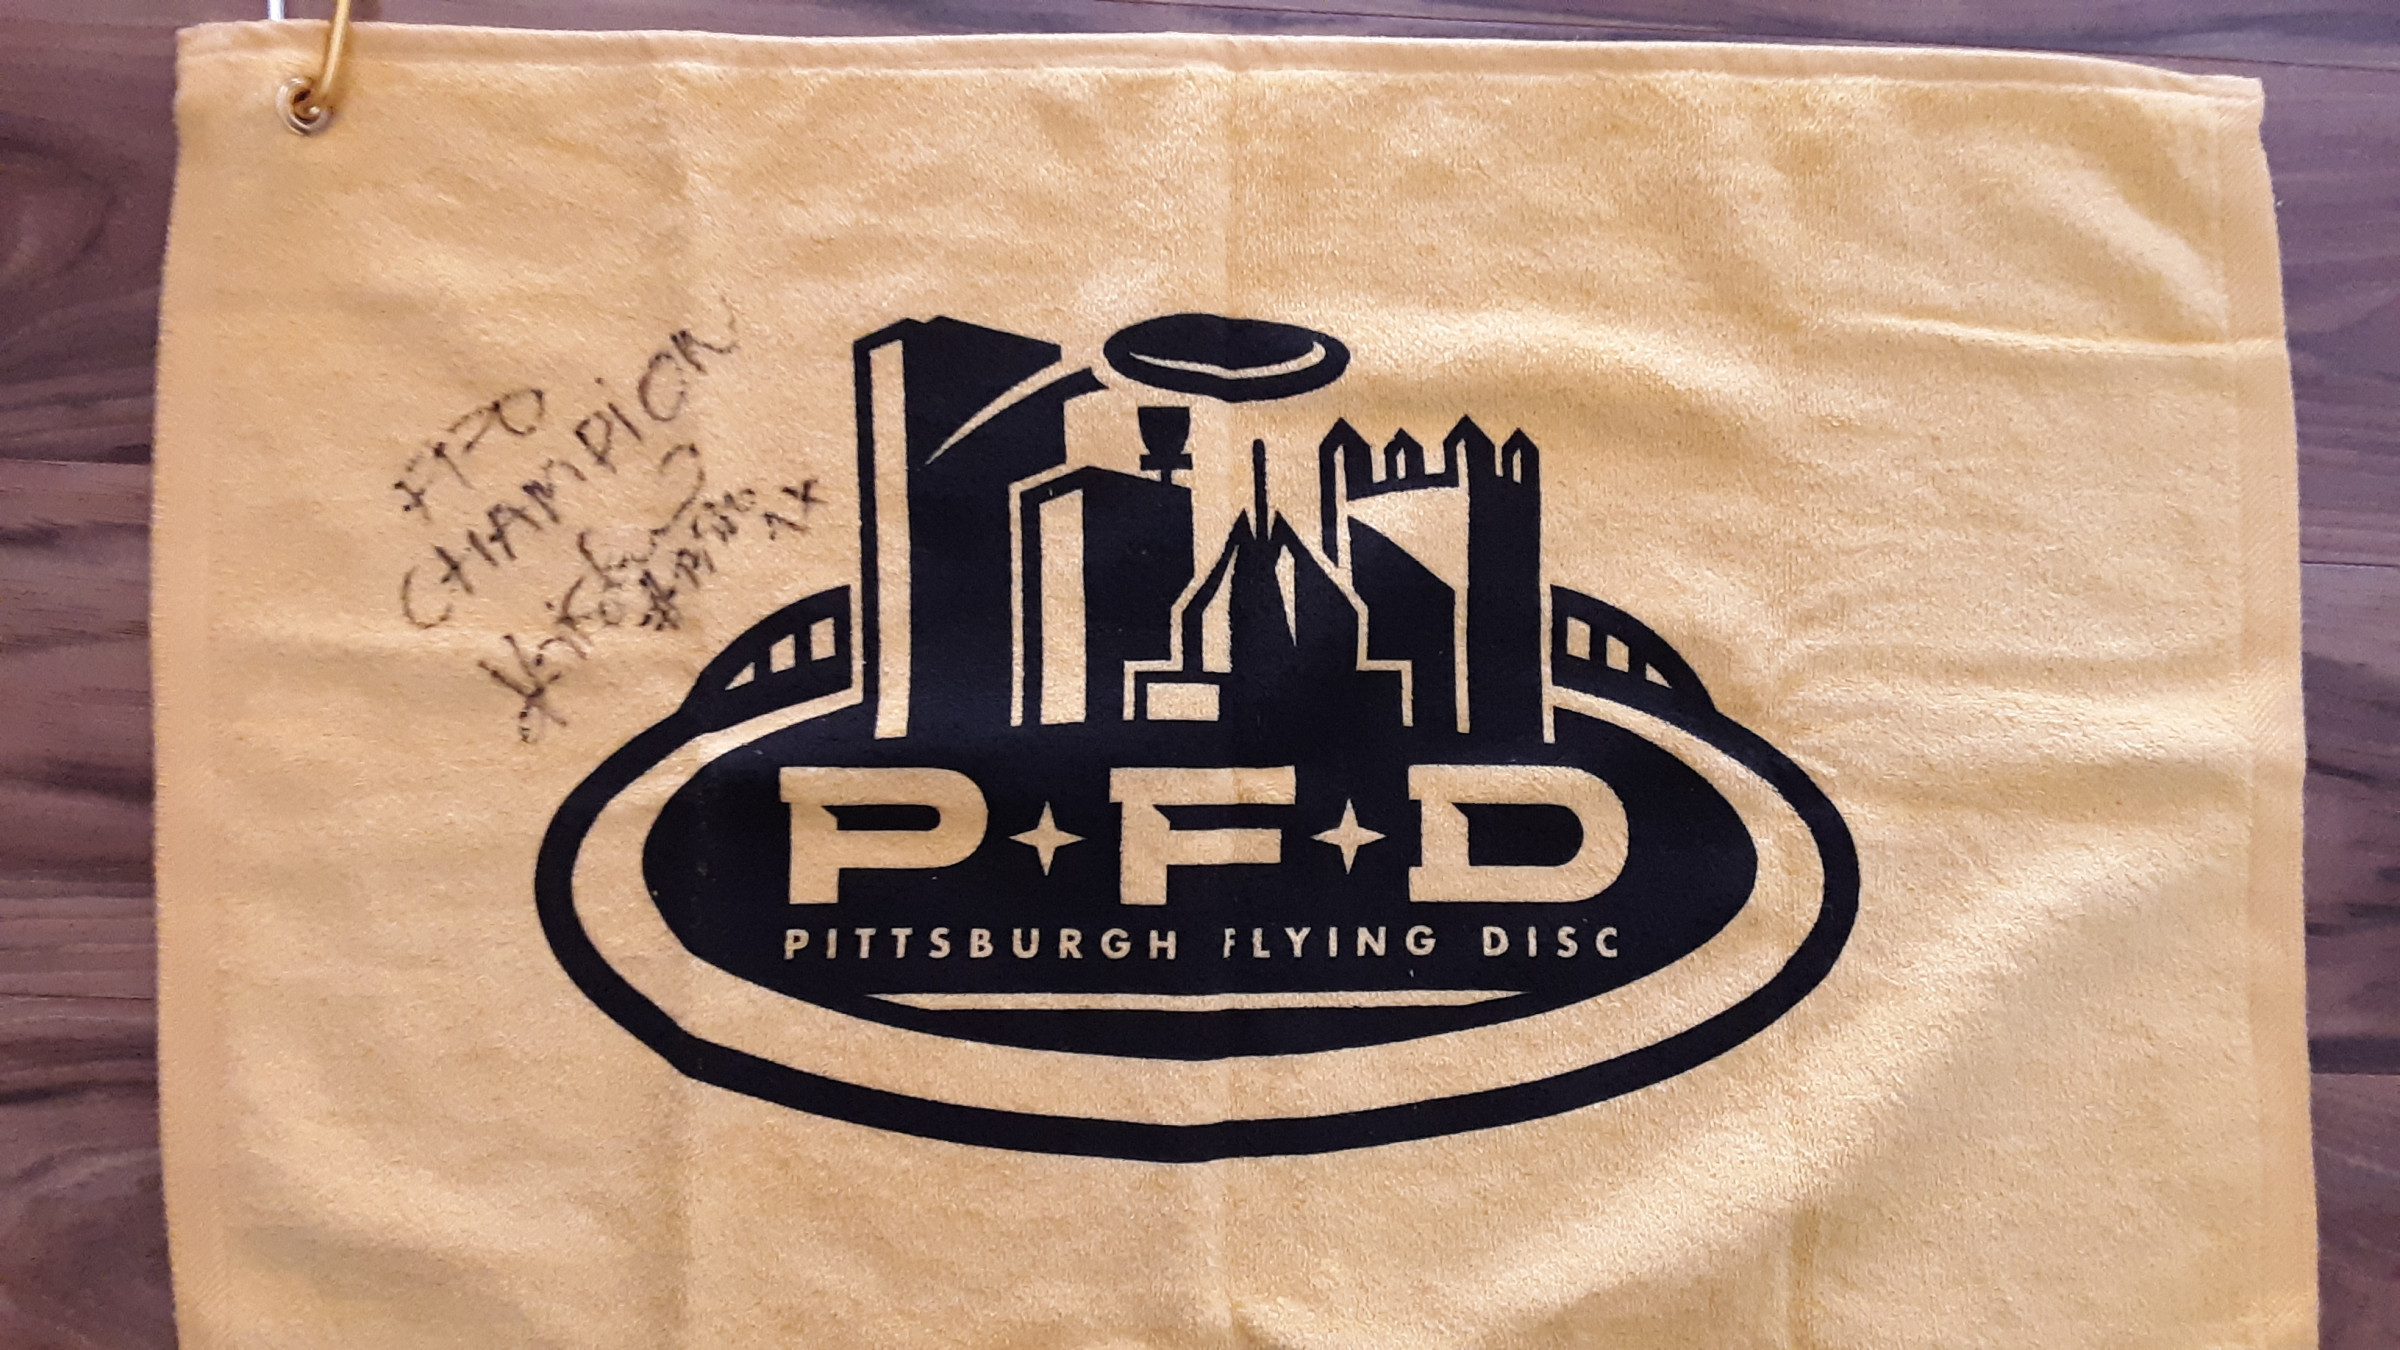 FPO
CHAMPION
P F D
PITTSBURGH FLYING DISC